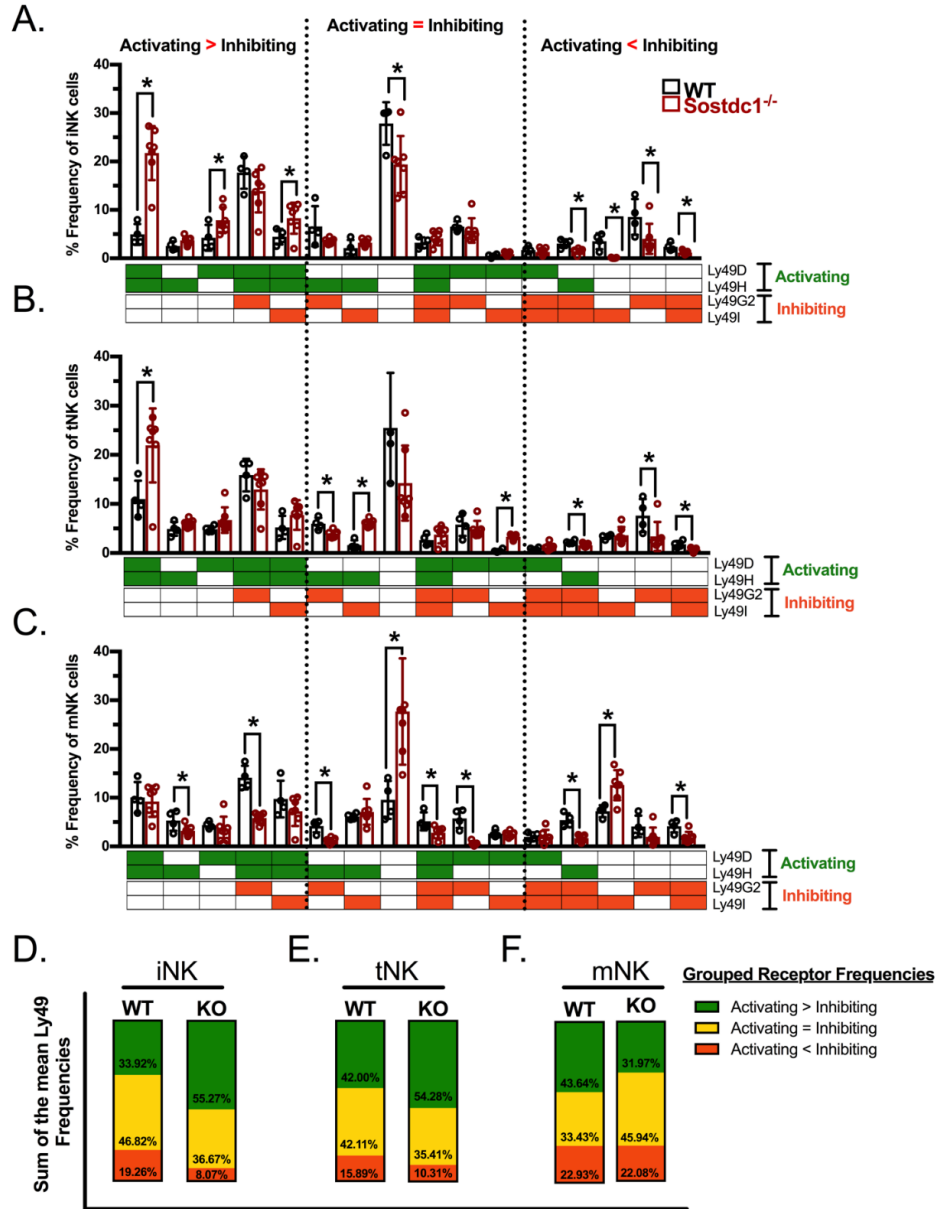 A.
Activating > Inhibiting
Activating = Inhibiting
Activating < Inhibiting
WT
Sostdc1-/-
% Frequency of iNK cells
40
30
20
10
0
*
*
*
*
*
*
*
*
Ly49D
Ly49H
Activating
Ly49G2
Ly49I
Inhibiting
B.
% Frequency of tNK cells
40
30
20
10
0
*
*
*
*
*
*
*
Ly49D
Ly49H
Activating
Ly49G2
Ly49I
Inhibiting
C.
% Frequency of mNK cells
40
30
20
10
0
*
*
*
*
*
*
*
*
*
Ly49D
Ly49H
Activating
Ly49G2
Ly49I
Inhibiting
D.
E.
F.
iNK
tNK
mNK
WT KO
WT KO
WT KO
Sum of the mean Ly49
Frequencies
33.92%
46.82%
19.26%
55.27%
36.67%
8.07%
42.00%
42.11%
15.89%
54.28%
35.41%
10.31%
43.64%
33.43%
22.93%
31.97%
45.94%
22.08%
Grouped Receptor Frequencies
Activating > Inhibiting
Activating = Inhibiting
Activating < Inhibiting